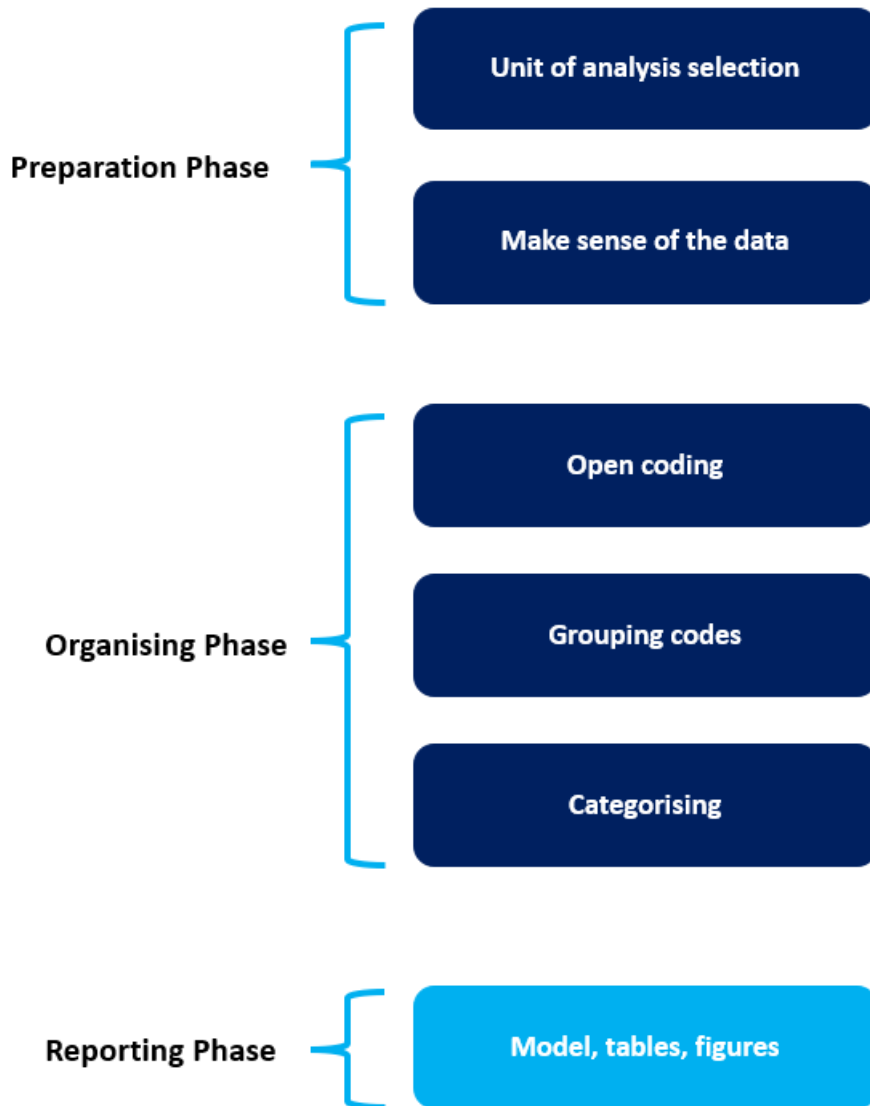 Unit of analysis selection
Preparation Phase
Make sense of the data
Open coding
Organising Phase
Grouping codes
Categorising
Reporting Phase
Model, tables, figures